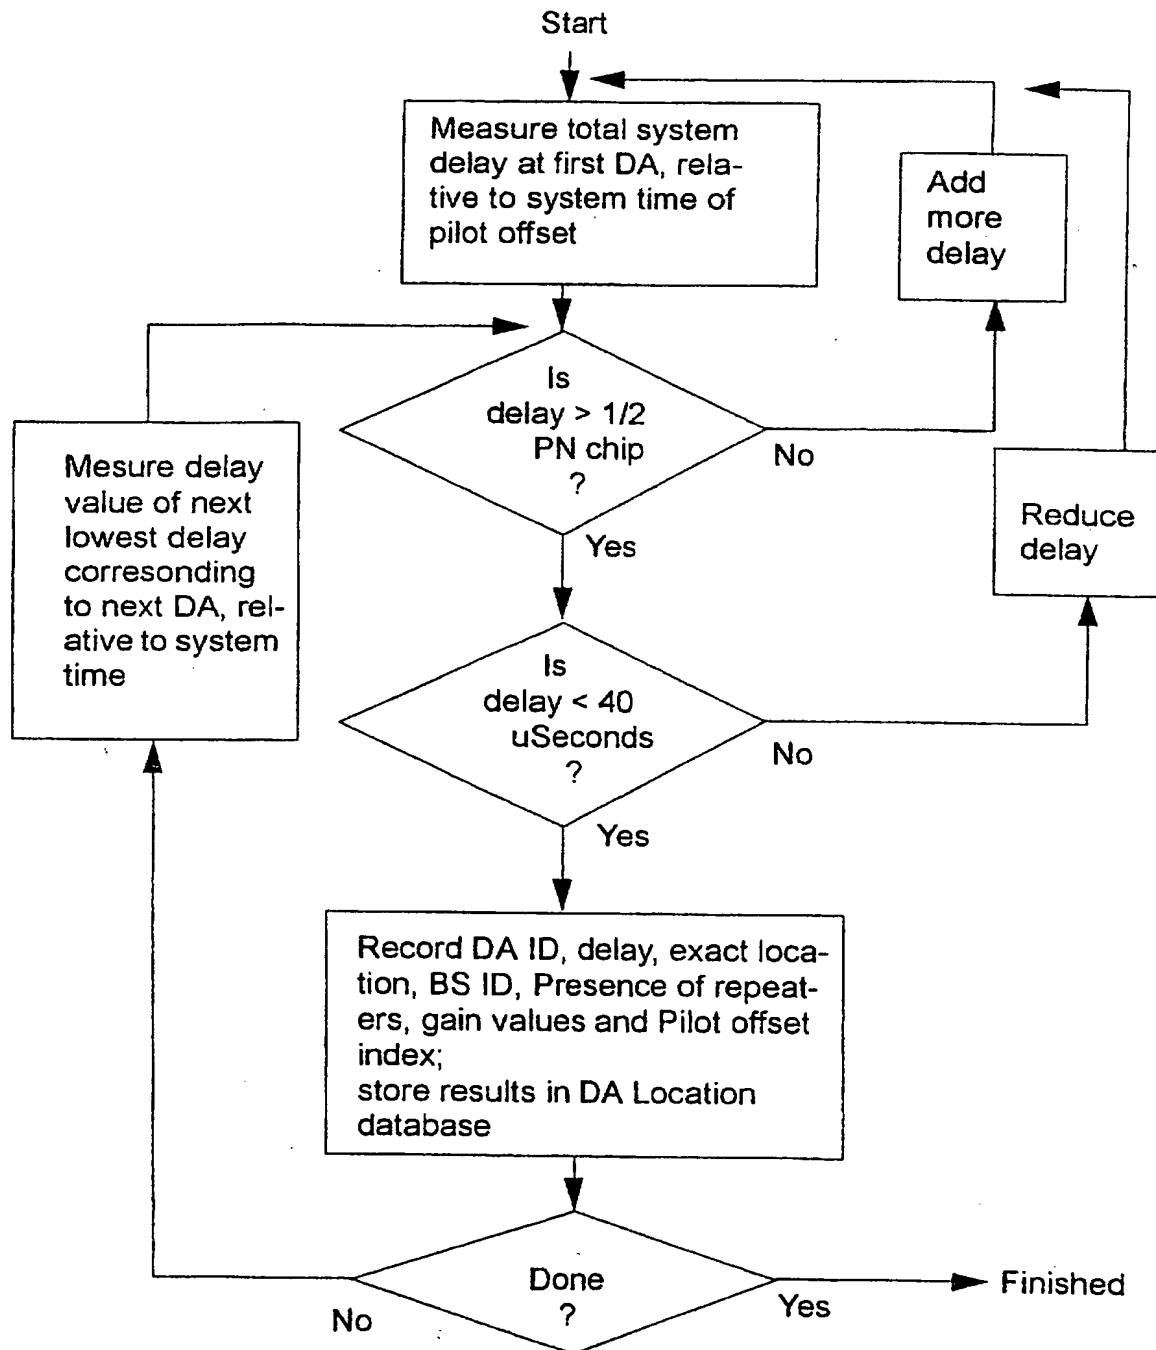 Start
Measure total system
delay at first DA, rela-
tive to system time of
pilot offset
Add
more
delay
Is
delay > 1/2
PN chip
?
No
Yes
Mesure delay
value of next
lowest delay
corresonding
to next DA, rel-
ative to system
time
Reduce
delay
Is
delay < 40
uSeconds
?
No
Yes
Record DA ID, delay, exact loca-
tion, BS ID, Presence of repeat-
ers, gain values and Pilot offset
index;
store results in DA Location
database
Done
?
No
Yes
Finished